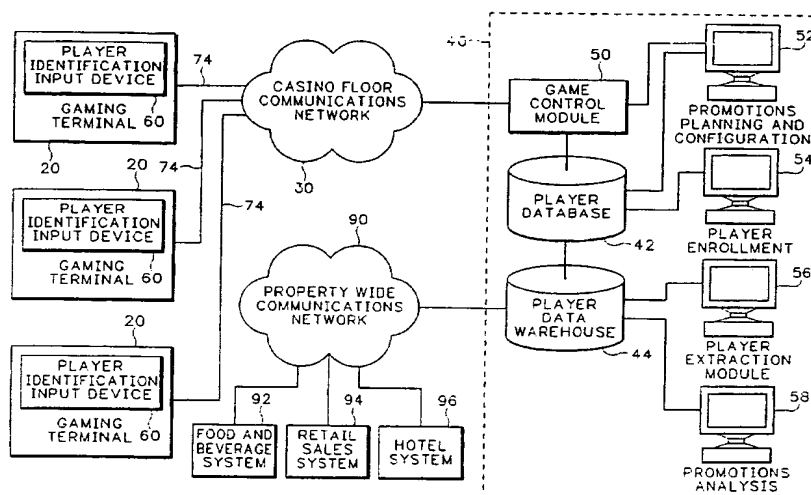 PLAYER
IDENTIFICATION
INPUT DEVICE
GAMING
TERMINAL
60
20
74
PLAYER
IDENTIFICATION
INPUT DEVICE
GAMING
TERMINAL
60
20
74
PLAYER
IDENTIFICATION
INPUT DEVICE
GAMING
TERMINAL
60
20
74
CASINO FLOOR
COMMUNICATIONS
NETWORK
30
90
PROPERTY WIDE
COMMUNICATIONS
NETWORK
92
FOOD AND
BEVERAGE
SYSTEM
94
RETAIL
SALES
SYSTEM
96
HOTEL
SYSTEM
40
50
GAME
CONTROL
MODULE
PLAYER
DATABASE
42
PLAYER
DATA
WAREHOUSE
44
52
PROMOTIONS
PLANNING AND
CONFIGURATION
54
PLAYER
ENROLLMENT
56
PLAYER
EXTRACTION
MODULE
58
PROMOTIONS
ANALYSIS